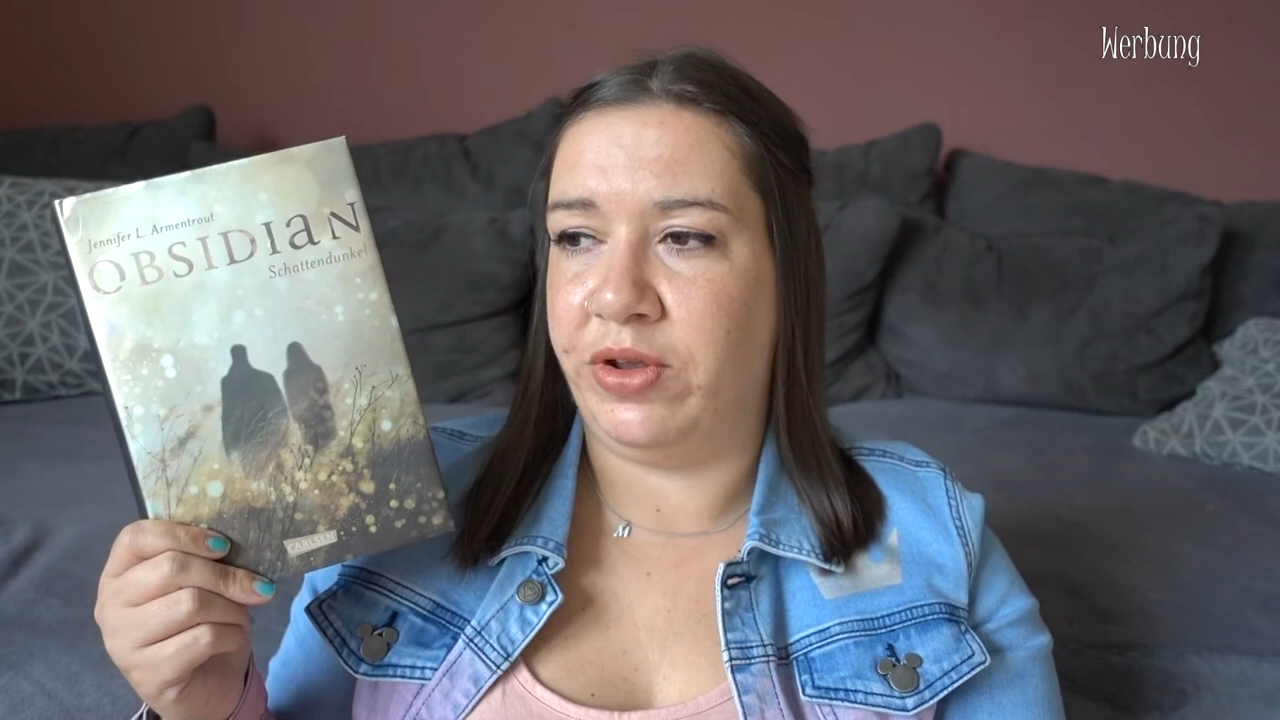 Werbung
Jennifer L. Armentrout
OBSIDIAN
Schattendunkel
CARLSEN
M